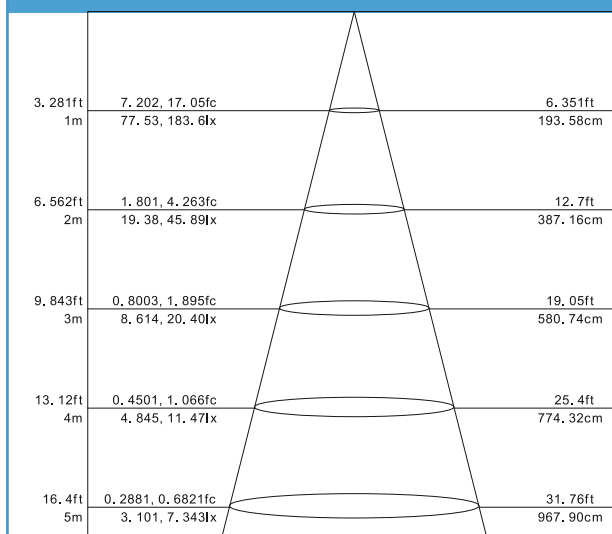 3.281ft 7.202, 17.05fc 6.351ft
1m 77.53, 183.6lx 193.58cm
6.562ft 1.801, 4.263fc 12.7ft
2m 19.38, 45.89lx 387.16cm
9.843ft 0.8003, 1.895fc 19.05ft
3m 8.614, 20.40lx 580.74cm
13.12ft 0.4501, 1.066fc 25.4ft
4m 4.845, 11.47lx 774.32cm
16.4ft 0.2881, 0.6821fc 31.76ft
5m 3.101, 7.343lx 967.90cm